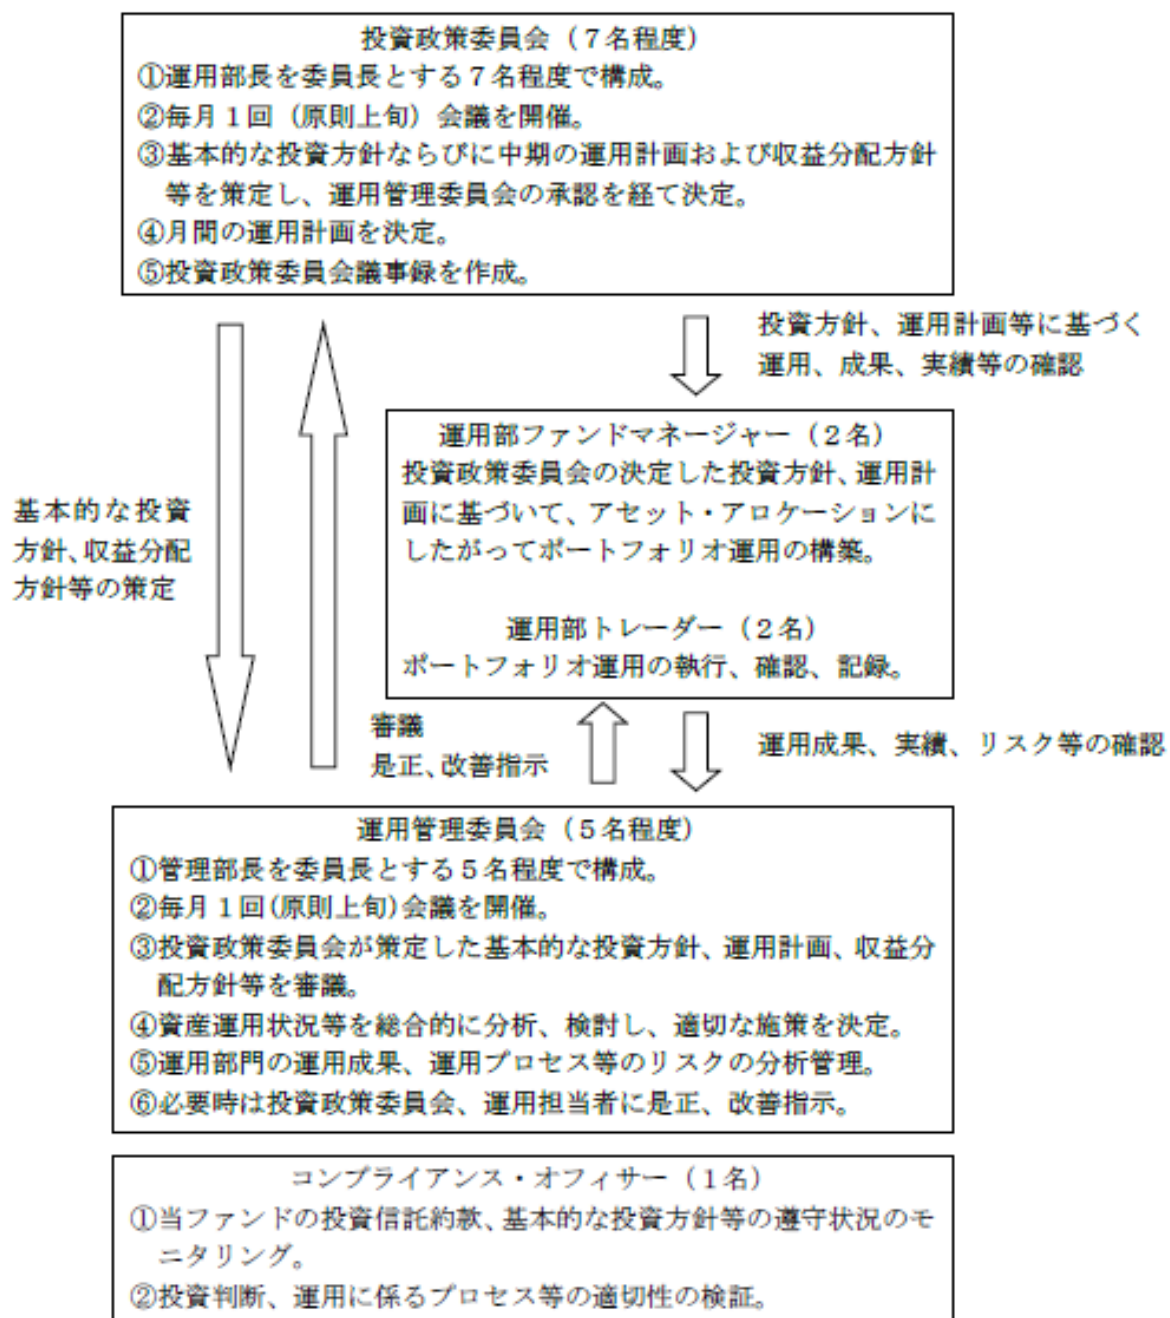 投資政策委員会（７名程度）
①運用部長を委員長とする７名程度で構成。
②毎月１回（原則上旬）会議を開催。
③基本的な投資方針ならびに中期の運用計画および収益分配方針
等を策定し、運用管理委員会の承認を経て決定。
④月間の運用計画を決定。
⑤投資政策委員会議事録を作成。
投資方針、運用計画等に基づく
運用、成果、実績等の確認
運用部ファンドマネージャー（２名）
投資政策委員会の決定した投資方針、運用計
画に基づいて、アセット・アロケーションに
したがってポートフォリオ運用の構築。
運用部トレーダー（２名）
ポートフォリオ運用の執行、確認、記録。
基本的な投資
方針、収益分配
方針等の策定
審議
是正、改善指示
運用成果、実績、リスク等の確認
運用管理委員会（５名程度）
①管理部長を委員長とする５名程度で構成。
②毎月１回(原則上旬)会議を開催。
③投資政策委員会が策定した基本的な投資方針、運用計画、収益分
配方針等を審議。
④資産運用状況等を総合的に分析、検討し、適切な施策を決定。
⑤運用部門の運用成果、運用プロセス等のリスクの分析管理。
⑥必要時は投資政策委員会、運用担当者に是正、改善指示。
コンプライアンス・オフィサー（１名）
①当ファンドの投資信託約款、基本的な投資方針等の遵守状況のモ
ニタリング。
②投資判断、運用に係るプロセス等の適切性の検証。